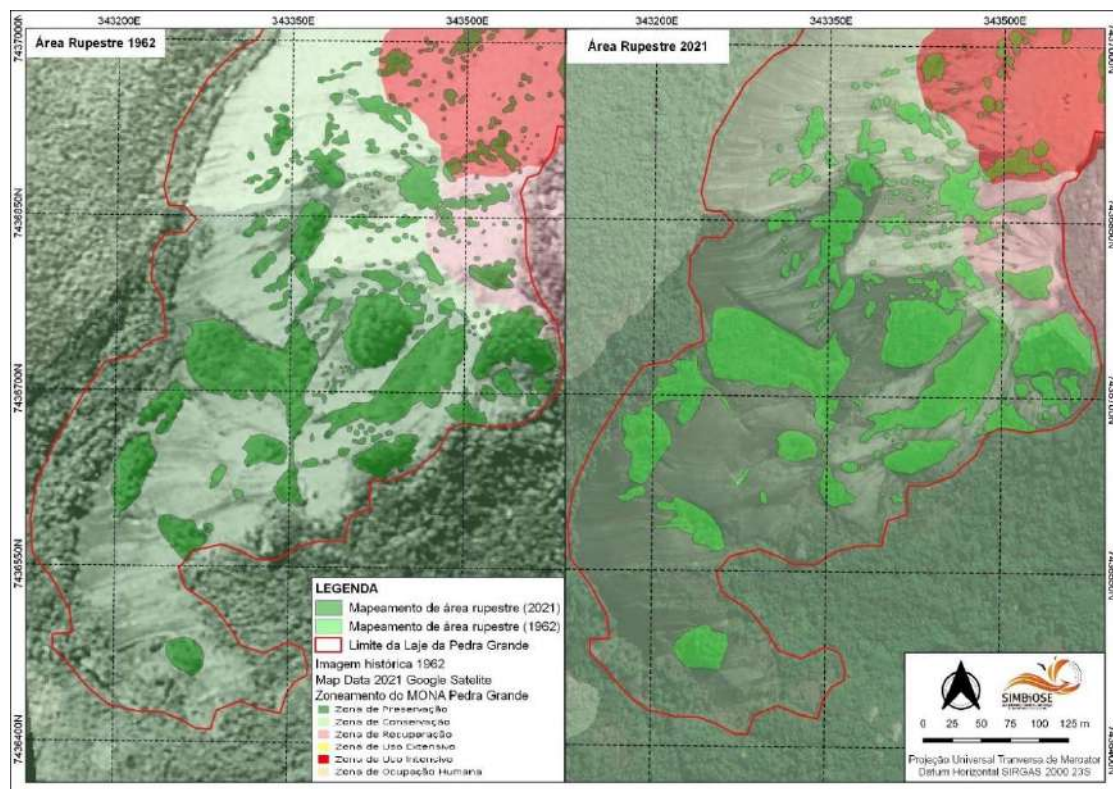 343200E 343350E 343500E 343200E 343350E 343500E
Área Rupestre 1962
Área Rupestre 2021
7437000N
7436850N
7436700N
7436550N
7436400N
LEGENDA
Mapeamento de área rupestre (2021)
Mapeamento de área rupestre (1962)
Limite da Laje da Pedra Grande
Imagem histórica 1962
Map Data 2021 Google Satelite
Zoneamento do MONA Pedra Grande
Zona de Preservação
Zona de Conservação
Zona de Recuperação
Zona de Uso Extensivo
Zona de Uso Intensivo
Zona de Ocupação Humana
SIMBiOSE
0 25 50 75 100 125 m
Projeção Universal Tranversa de Mercator
Datum Horizontal SIRGAS 2000 23S